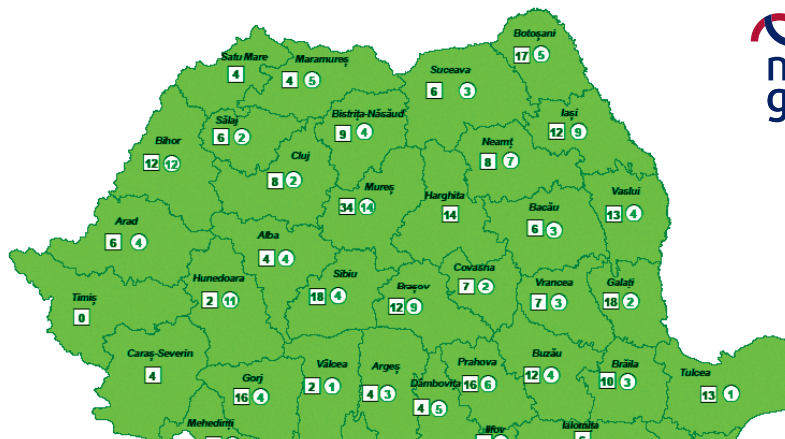 Botoșani
17 5
Satu Mare
4
Maramureș
4 5
Suceava
6 3
n
g
Bistrița-Năsăud
9 4
Iași
12 9
Sălaj
6 2
Bihor
12 12
Cluj
8 2
Neamț
8 7
Mureș
34 14
Harghita
14
Vaslui
13 4
Bacău
6 3
Arad
6 4
Alba
4 4
Hunedoara
2 11
Sibiu
18 4
Brașov
12 9
Covasna
7 2
Vrancea
7 3
Galați
18 2
Timiș
0
Caraș-Severin
4
Gorj
16 4
Vâlcea
2 1
Argeș
4 3
Dâmbovița
4 5
Prahova
16 6
Buzău
12 4
Brăila
10 3
Tulcea
13 1
Mehedinți
Ilfov
Ialomița